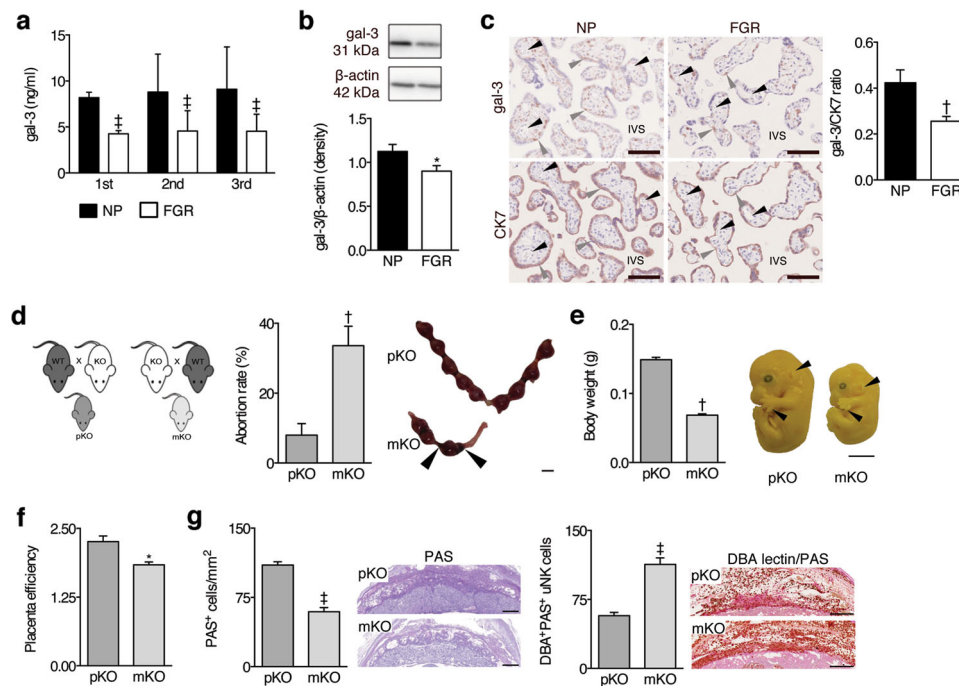 a
gal-3 (ng/ml)
15
10
5
0
‡
‡
‡
1st
2nd
3rd
NP
FGR
b
gal-3
31 kDa
β-actin
42 kDa
gal-3/β-actin (density)
1.5
1.0
0.5
0.0
*
NP
FGR
c
NP
FGR
gal-3
IVS
IVS
CK7
IVS
IVS
gal-3/CK7 ratio
0.6
0.4
0.2
0.0
†
NP
FGR
d
WT X KO
KO X WT
pKO
mKO
Abortion rate (%)
40
20
0
†
pKO
mKO
pKO
mKO
e
Body weight (g)
0.2
0.1
0.0
†
pKO
mKO
pKO
mKO
f
Placenta efficiency
2.50
1.25
0.00
*
pKO
mKO
g
PAS⁺ cells/mm²
150
75
0
‡
pKO
mKO
PAS
pKO
mKO
DBA⁺PAS⁺ uNK cells
150
75
0
‡
pKO
mKO
DBA lectin/PAS
pKO
mKO